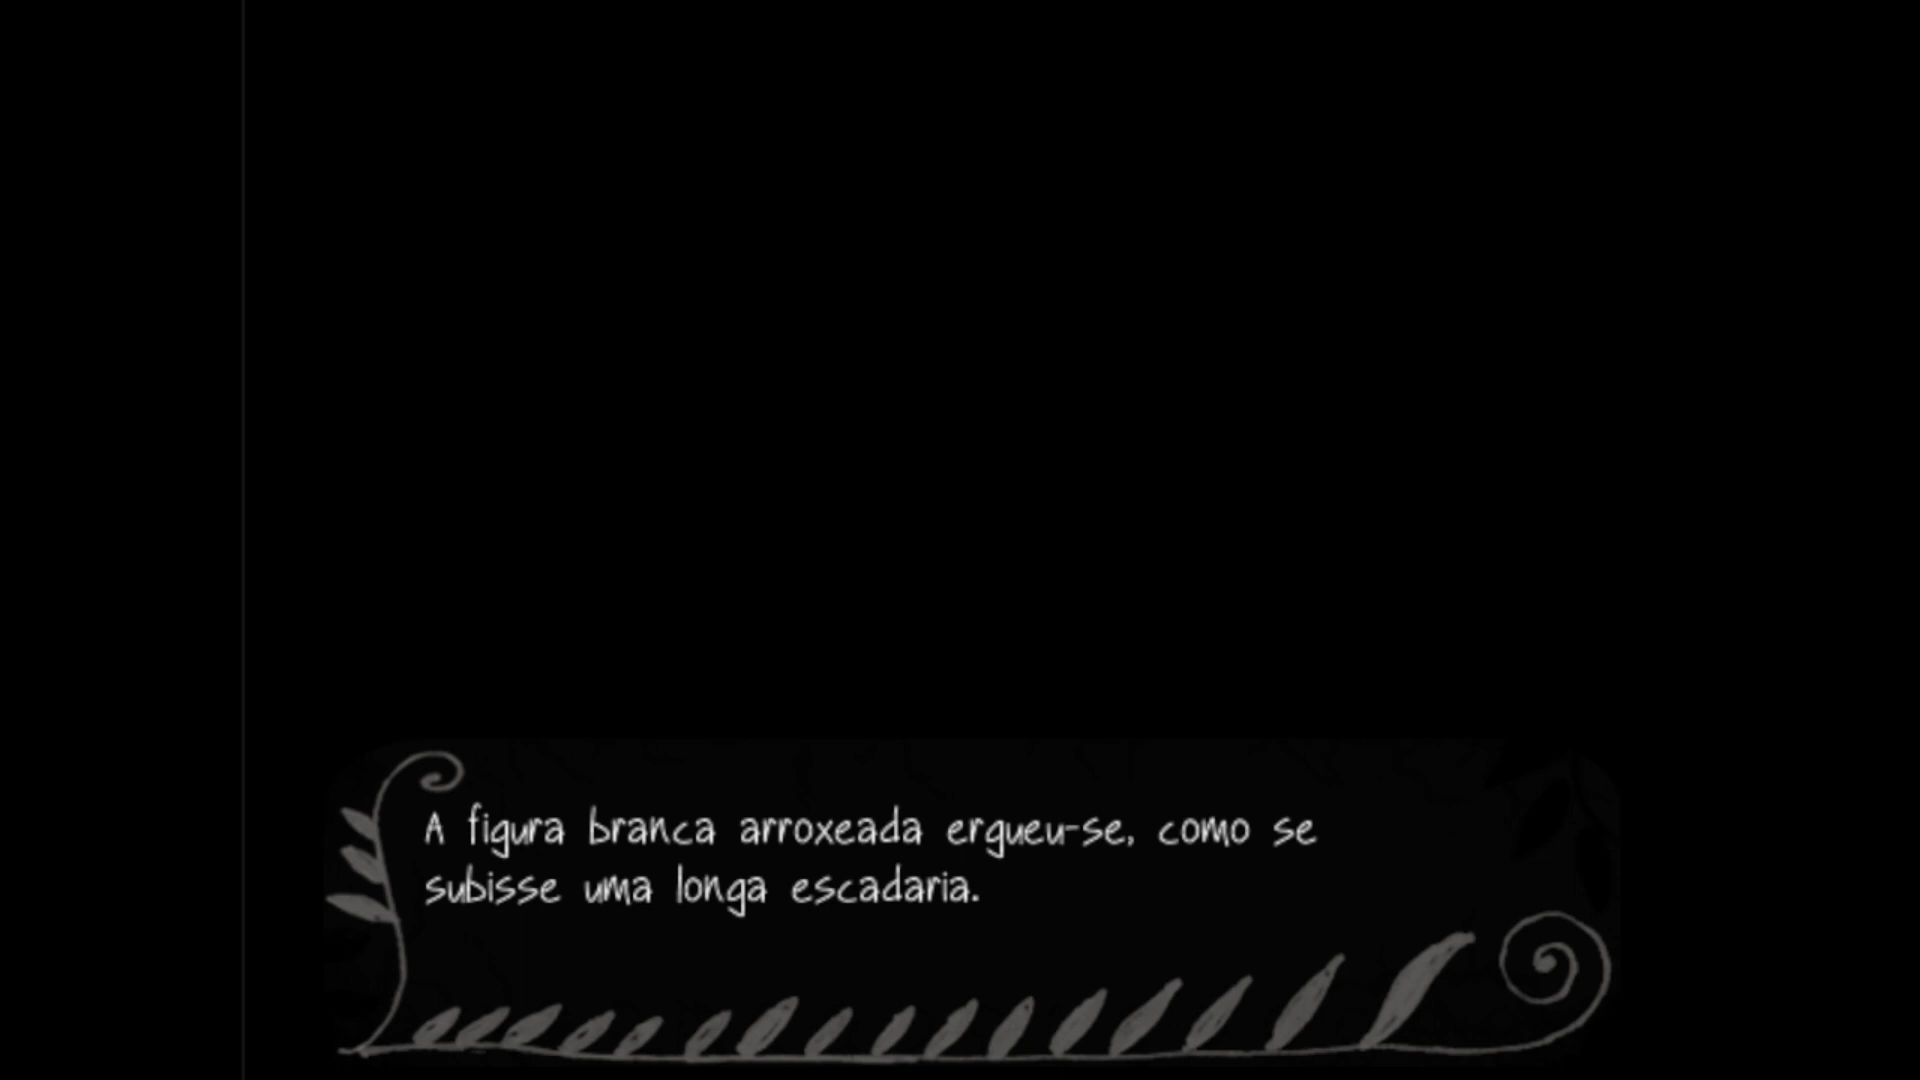 A figura branca arroxeada ergueu-se, como se
subisse uma longa escadaria.